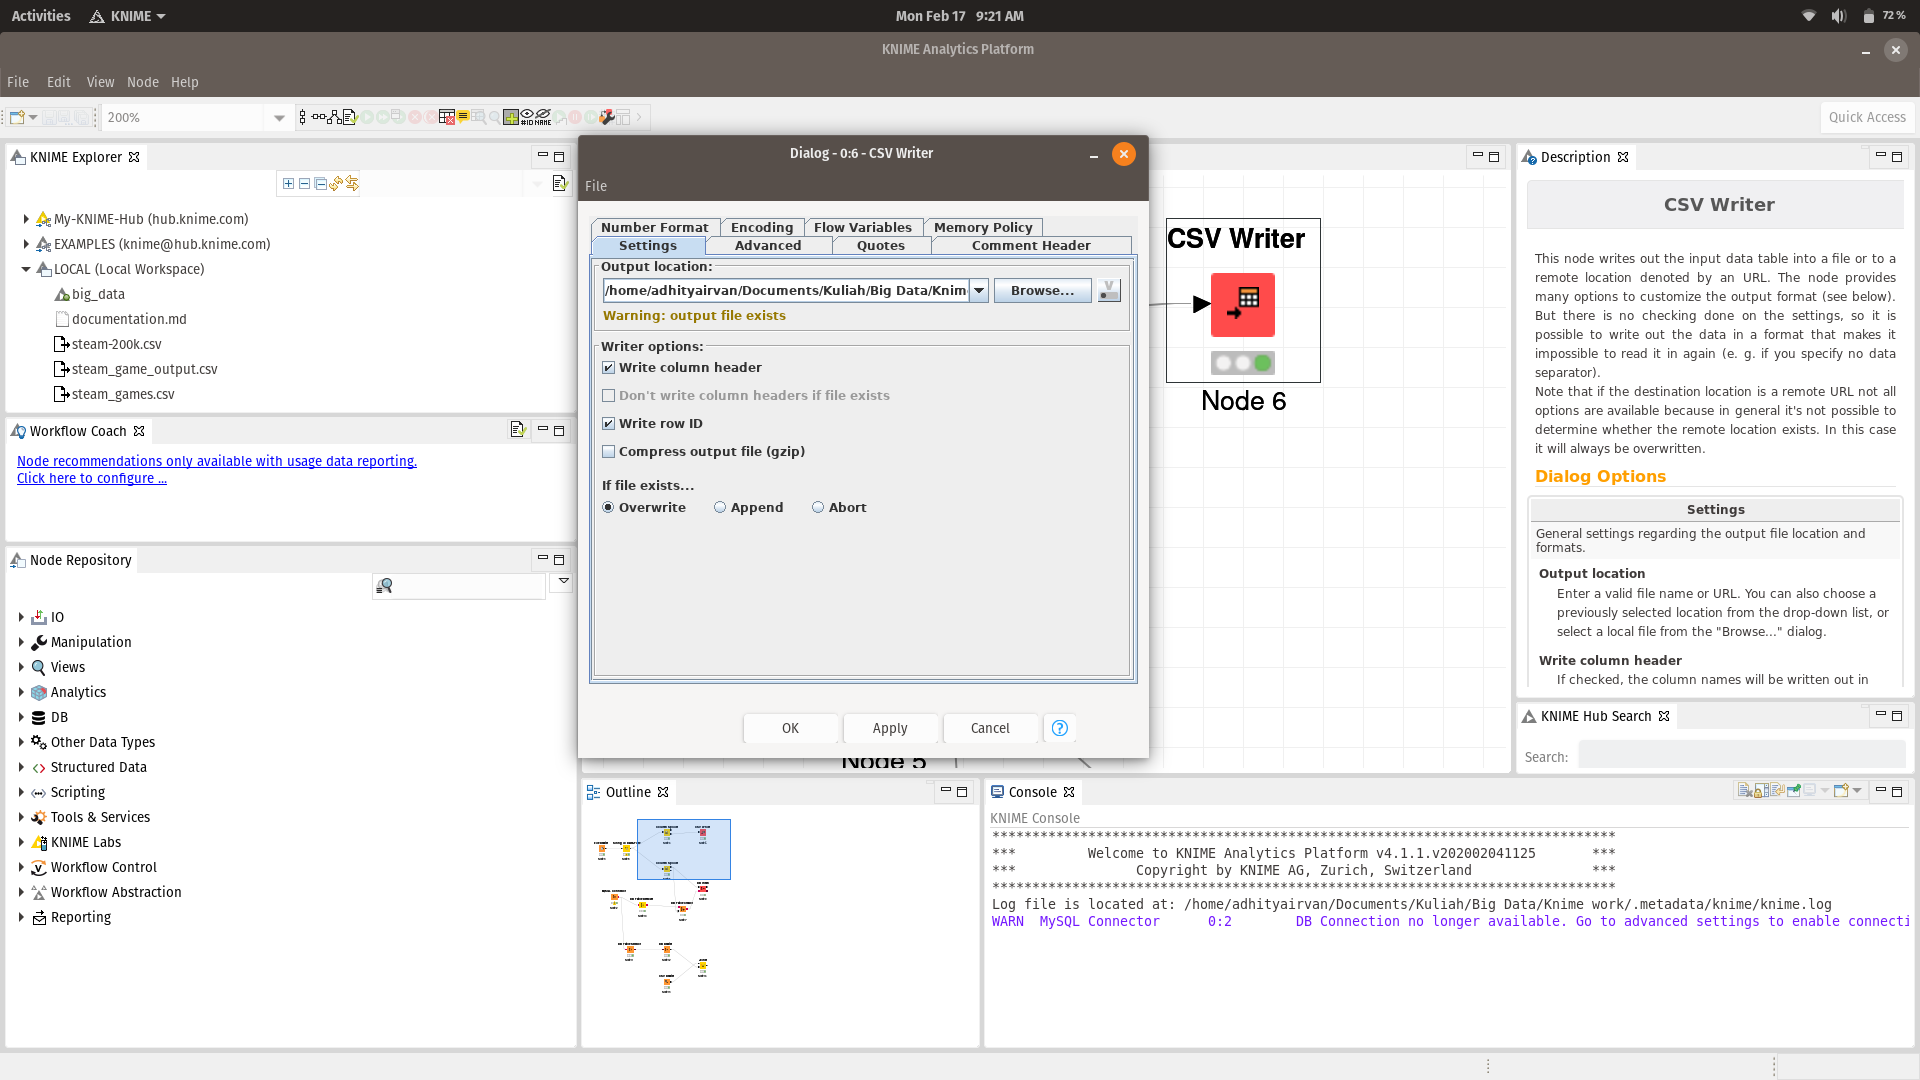 Activities
KNIME
Mon Feb 17 9:21 AM
72 %
KNIME Analytics Platform
File Edit View Node Help
200%
Quick Access
KNIME Explorer
My-KNIME-Hub (hub.knime.com)
EXAMPLES (knime@hub.knime.com)
LOCAL (Local Workspace)
big_data
documentation.md
steam-200k.csv
steam_game_output.csv
steam_games.csv
Workflow Coach
Node recommendations only available with usage data reporting.
Click here to configure ...
Node Repository
IO
Manipulation
Views
Analytics
DB
Other Data Types
Structured Data
Scripting
Tools & Services
KNIME Labs
Workflow Control
Workflow Abstraction
Reporting
Dialog - 0:6 - CSV Writer
File
Number Format Encoding Flow Variables Memory Policy
Settings Advanced Quotes Comment Header
Output location:
/home/adhityairvan/Documents/Kuliah/Big Data/Knim
Browse...
Warning: output file exists
Writer options:
Write column header
Don't write column headers if file exists
Write row ID
Compress output file (gzip)
If file exists...
Overwrite Append Abort
OK Apply Cancel ?
CSV Writer
Node 6
Node 5
Description
CSV Writer
This node writes out the input data table into a file or to a
remote location denoted by an URL. The node provides
many options to customize the output format (see below).
But there is no checking done on the settings, so it is
possible to write out the data in a format that makes it
impossible to read it in again (e. g. if you specify no data
separator).
Note that if the destination location is a remote URL not all
options are available because in general it's not possible to
determine whether the remote location exists. In this case
it will always be overwritten.
Dialog Options
Settings
General settings regarding the output file location and
formats.
Output location
Enter a valid file name or URL. You can also choose a
previously selected location from the drop-down list, or
select a local file from the "Browse..." dialog.
Write column header
If checked, the column names will be written out in
KNIME Hub Search
Search:
Outline
Console
KNIME Console
******************************************************************************
*** Welcome to KNIME Analytics Platform v4.1.1.v202002041125 ***
*** Copyright by KNIME AG, Zurich, Switzerland ***
******************************************************************************
Log file is located at: /home/adhityairvan/Documents/Kuliah/Big Data/Knime work/.metadata/knime/knime.log
WARN MySQL Connector 0:2 DB Connection no longer available. Go to advanced settings to enable connecti